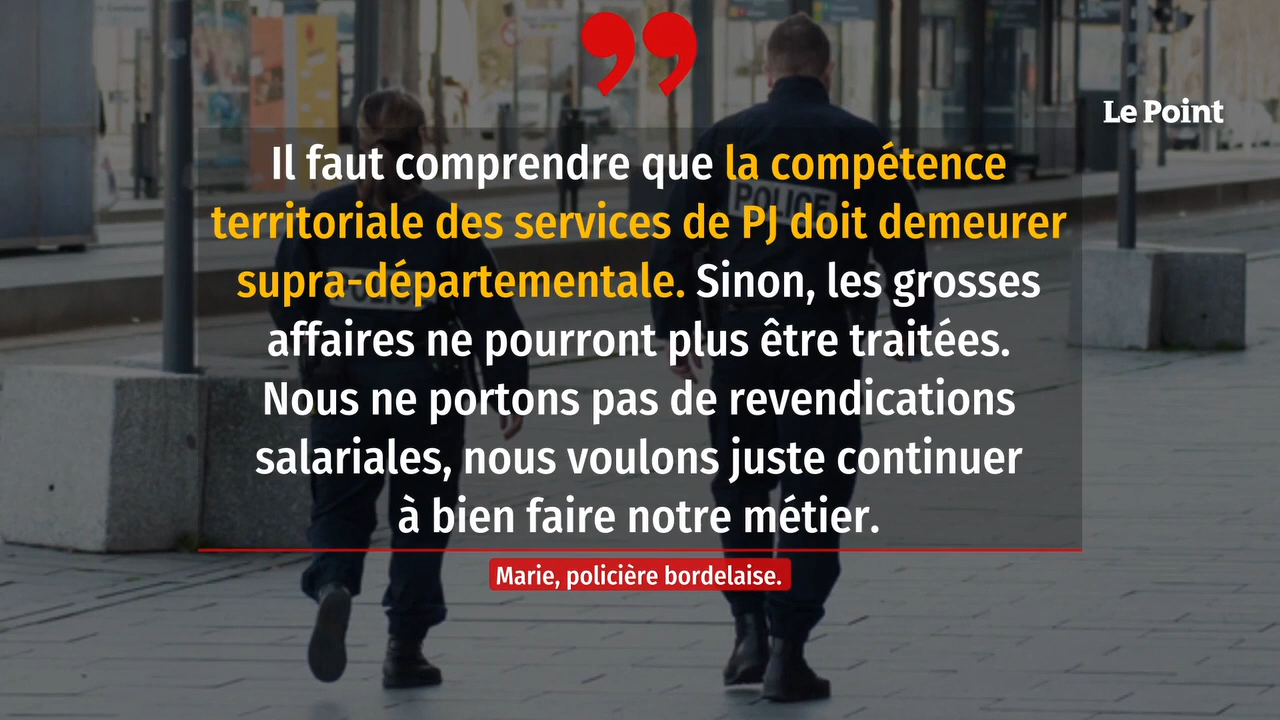 ”
Le Point
Il faut comprendre que la compétence
territoriale des services de PJ doit demeurer
supra-départementale. Sinon, les grosses
affaires ne pourront plus être traitées.
Nous ne portons pas de revendications
salariales, nous voulons juste continuer
à bien faire notre métier.
Marie, policière bordelaise.
POLICE